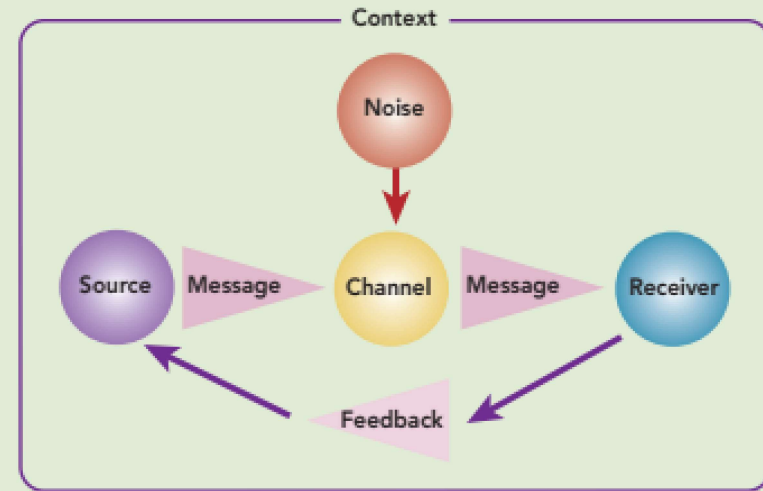 Context
Noise
Source
Message
Channel
Message
Receiver
Feedback